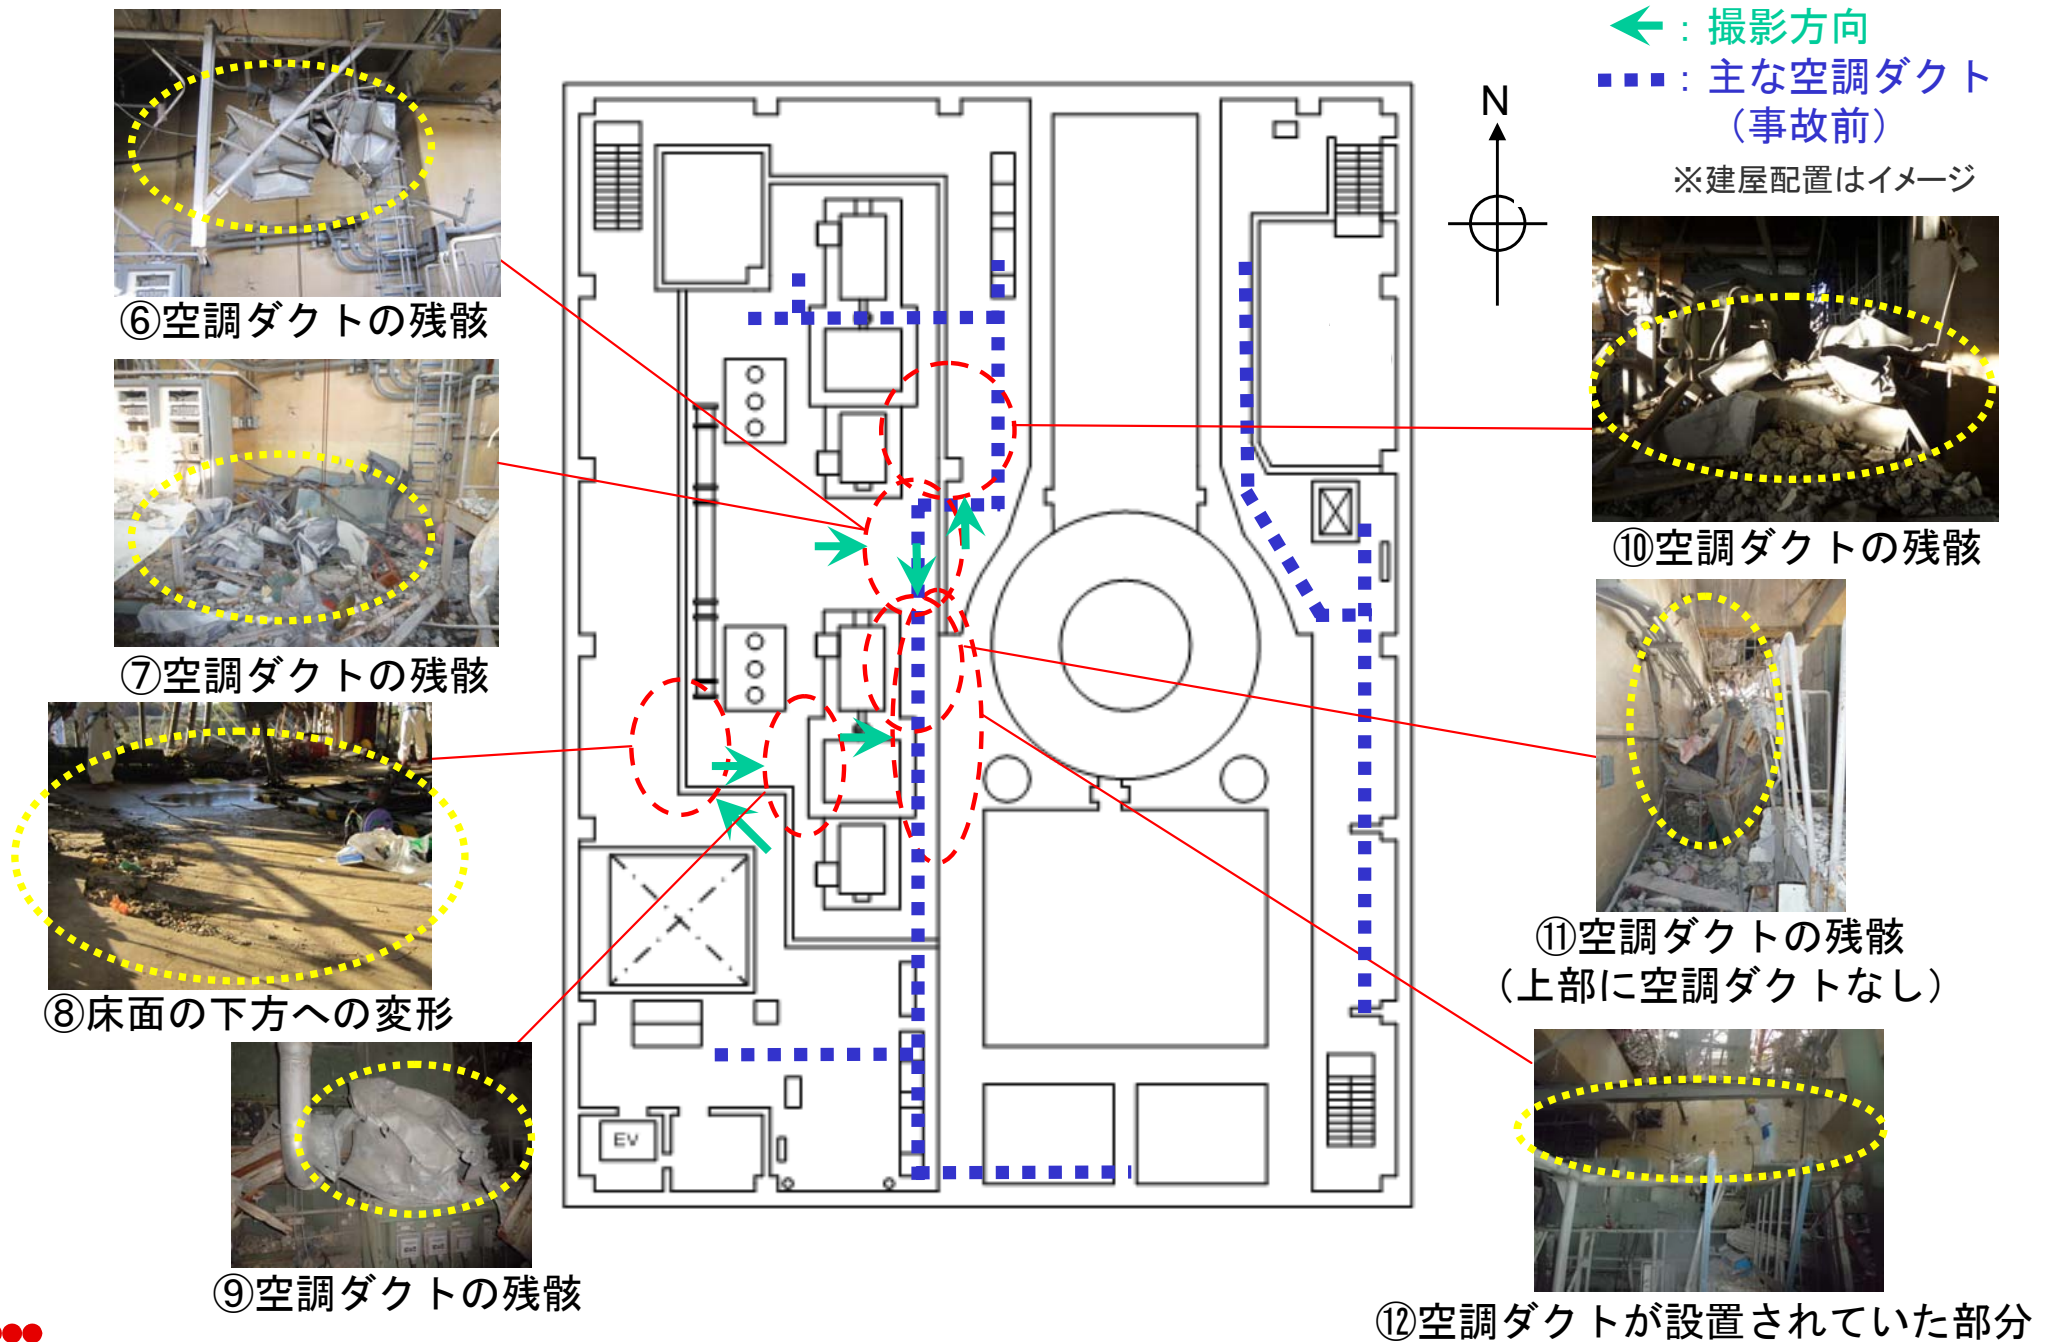 ：撮影方向
：主な空調ダクト
（事故前）
※建屋配置はイメージ
N
⑥空調ダクトの残骸
⑦空調ダクトの残骸
⑧床面の下方への変形
⑨空調ダクトの残骸
EV
⑩空調ダクトの残骸
⑪空調ダクトの残骸
（上部に空調ダクトなし）
⑫空調ダクトが設置されていた部分